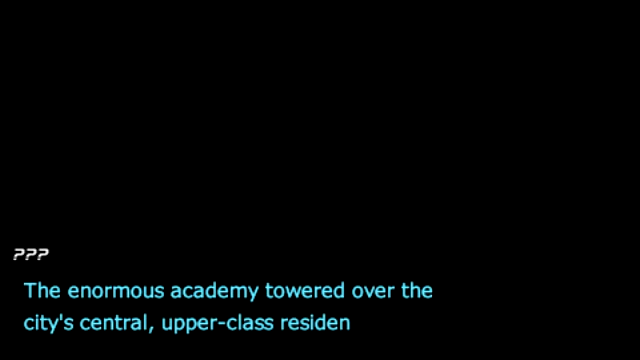 ???
The enormous academy towered over the
city's central, upper-class residen